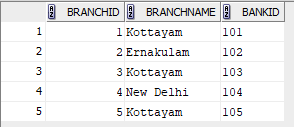 BRANCHID BRANCHNAME BANKID
1 1 Kottayam 101
2 2 Ernakulam 102
3 3 Kottayam 103
4 4 New Delhi 104
5 5 Kottayam 105